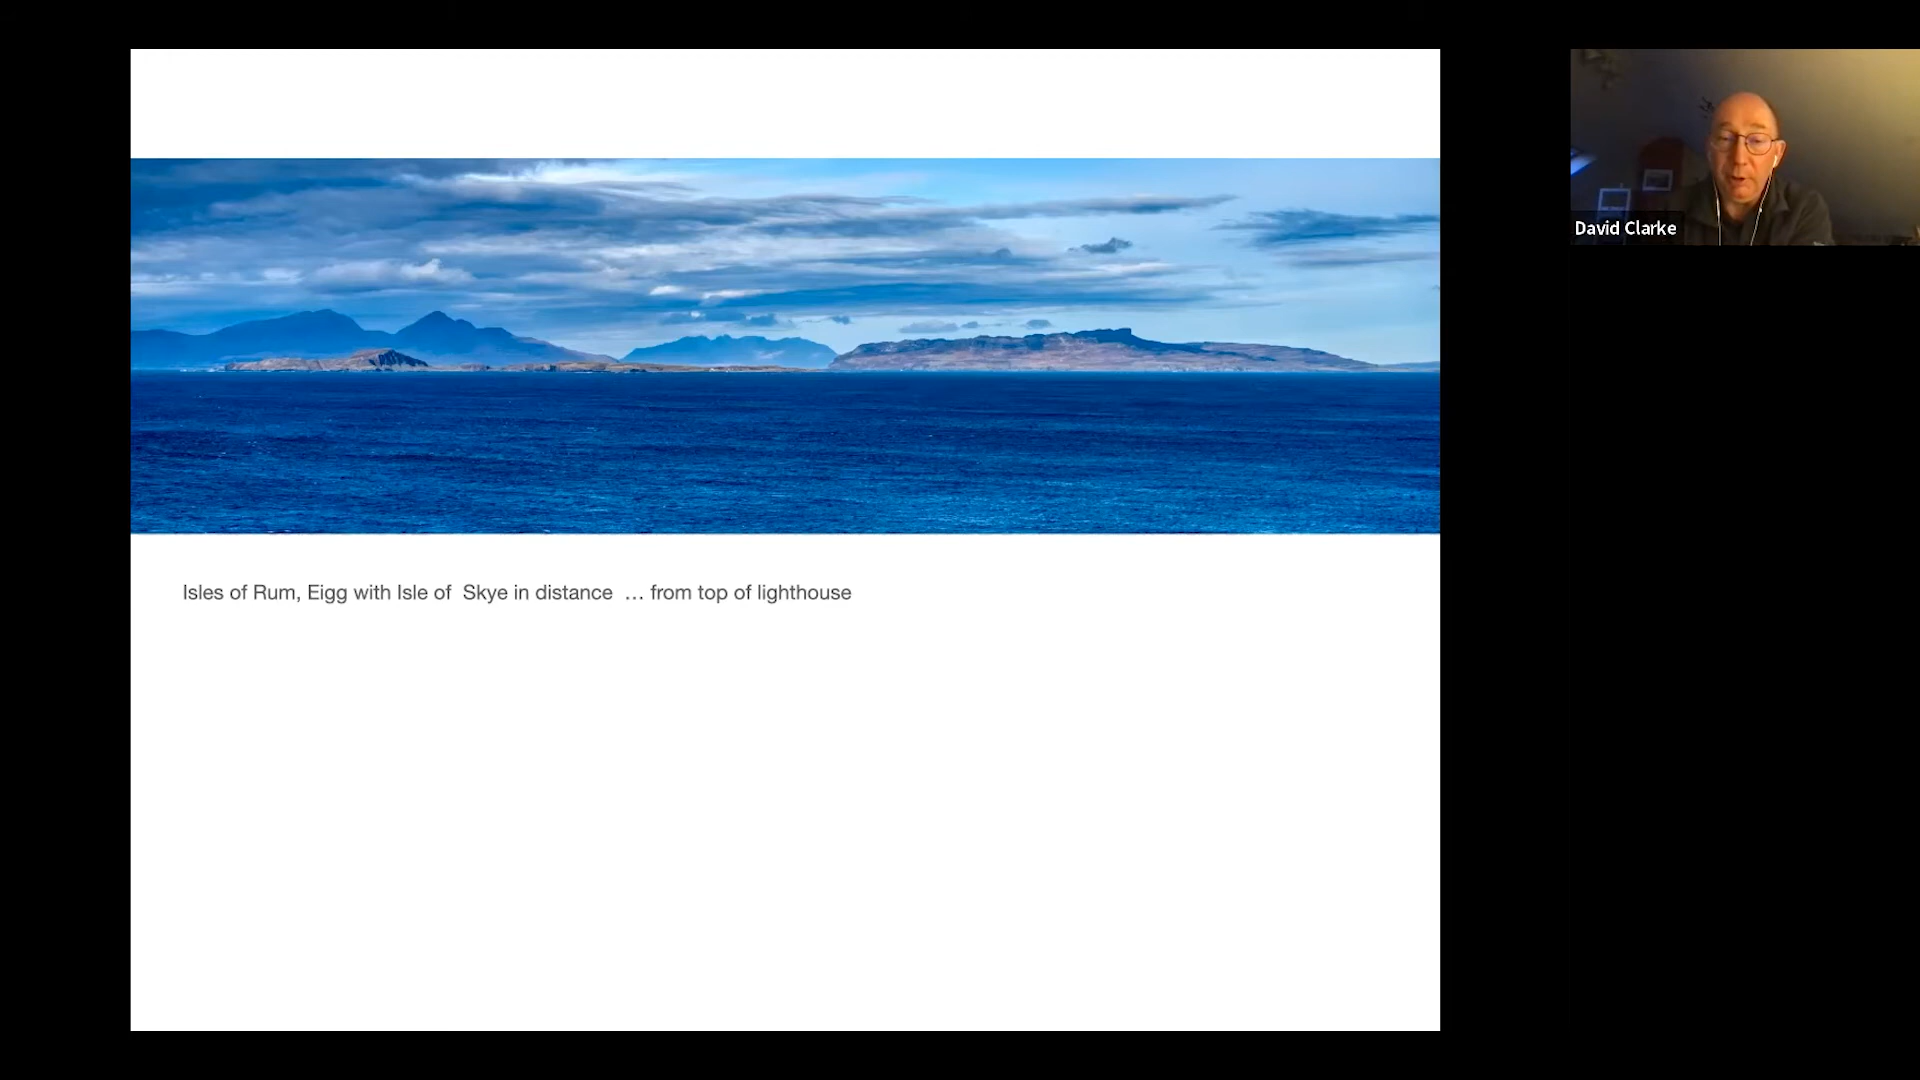 David Clarke
Isles of Rum, Eigg with Isle of  Skye in distance  … from top of lighthouse